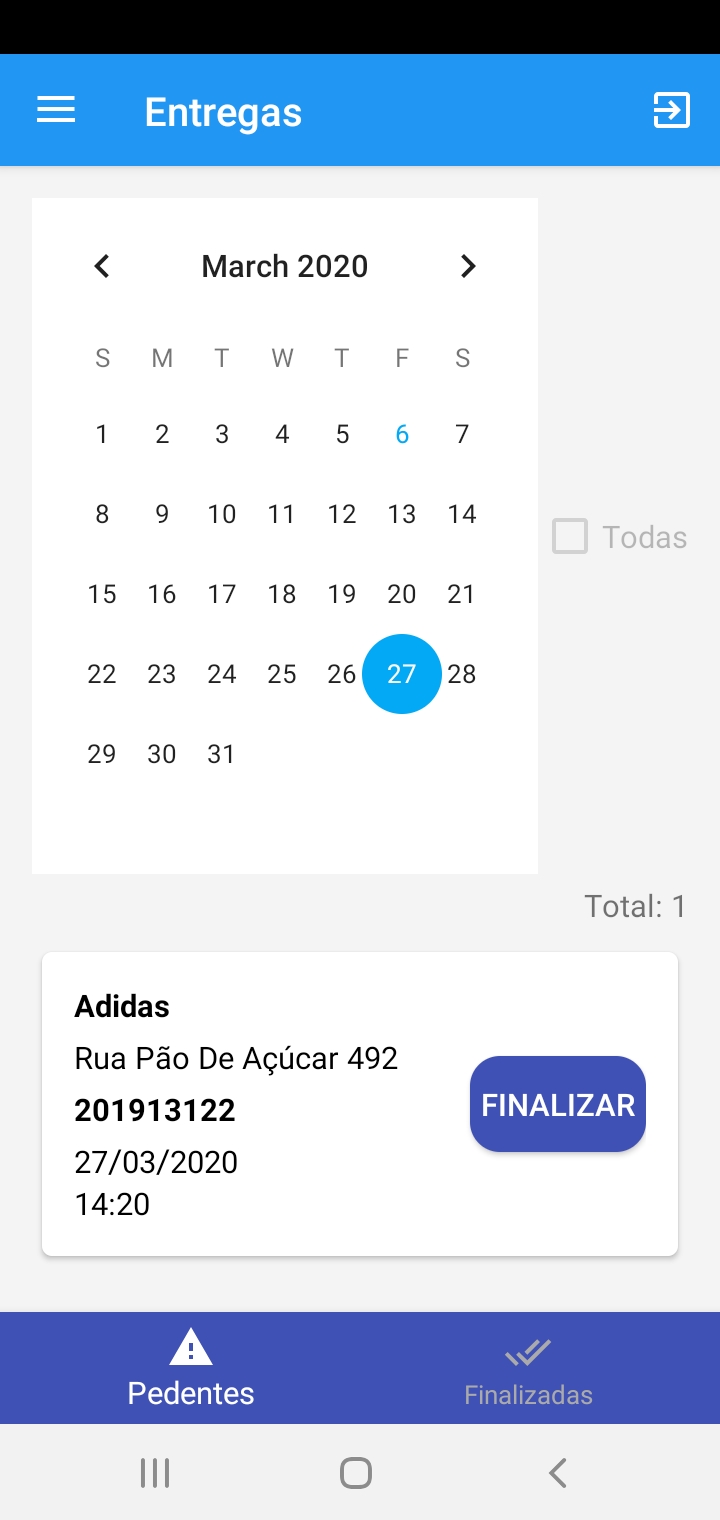 Entregas
March 2020
S M T W T F S
1 2 3 4 5 6 7
8 9 10 11 12 13 14
Todas
15 16 17 18 19 20 21
22 23 24 25 26 27 28
29 30 31
Total: 1
Adidas
Rua Pão De Açúcar 492
201913122
27/03/2020
14:20
FINALIZAR
Pedentes
Finalizadas